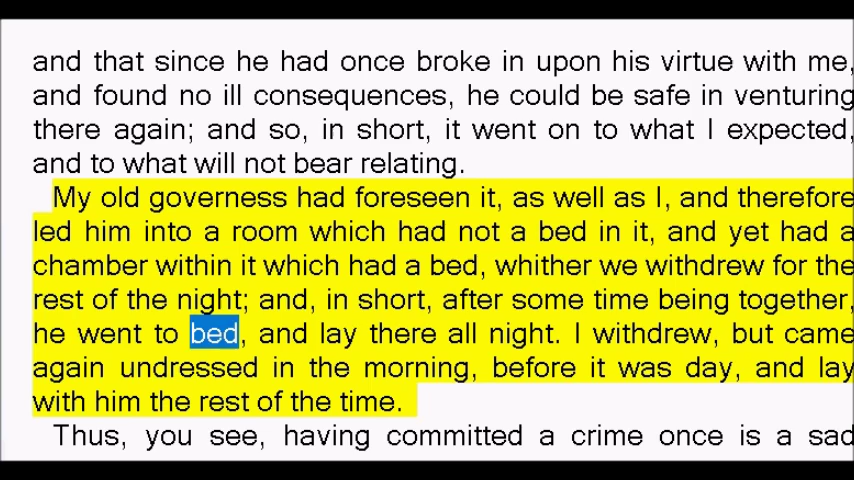 and that since he had once broke in upon his virtue with me,
and found no ill consequences, he could be safe in venturing
there again; and so, in short, it went on to what I expected,
and to what will not bear relating.
My old governess had foreseen it, as well as I, and therefore
led him into a room which had not a bed in it, and yet had a
chamber within it which had a bed, whither we withdrew for the
rest of the night; and, in short, after some time being together,
he went to bed, and lay there all night. I withdrew, but came
again undressed in the morning, before it was day, and lay
with him the rest of the time.
Thus, you see, having committed a crime once is a sad